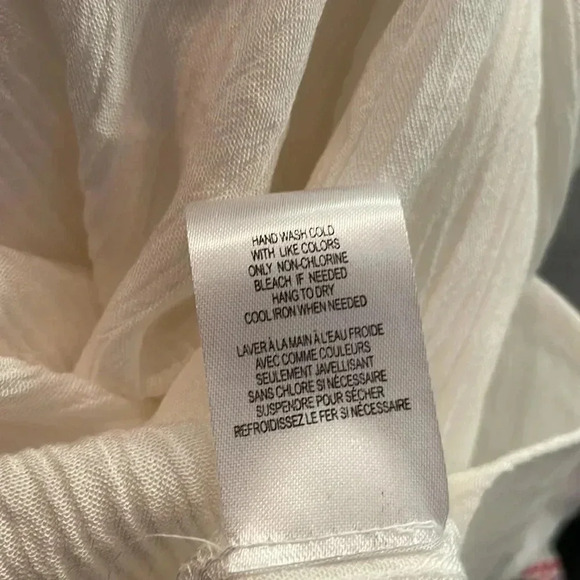 HAND WASH COLD
WITH LIKE COLORS
ONLY NON-CHLORINE
BLEACH IF NEEDED
HANG TO DRY
COOL IRON WHEN NEEDED
LAVER À LA MAIN À L'EAU FROIDE
AVEC COMME COULEURS
SEULEMENT JAVELLISANT
SANS CHLORE SI NÉCESSAIRE
SUSPENDRE POUR SÉCHER
REFROIDISSEZ LE FER SI NÉCESSAIRE